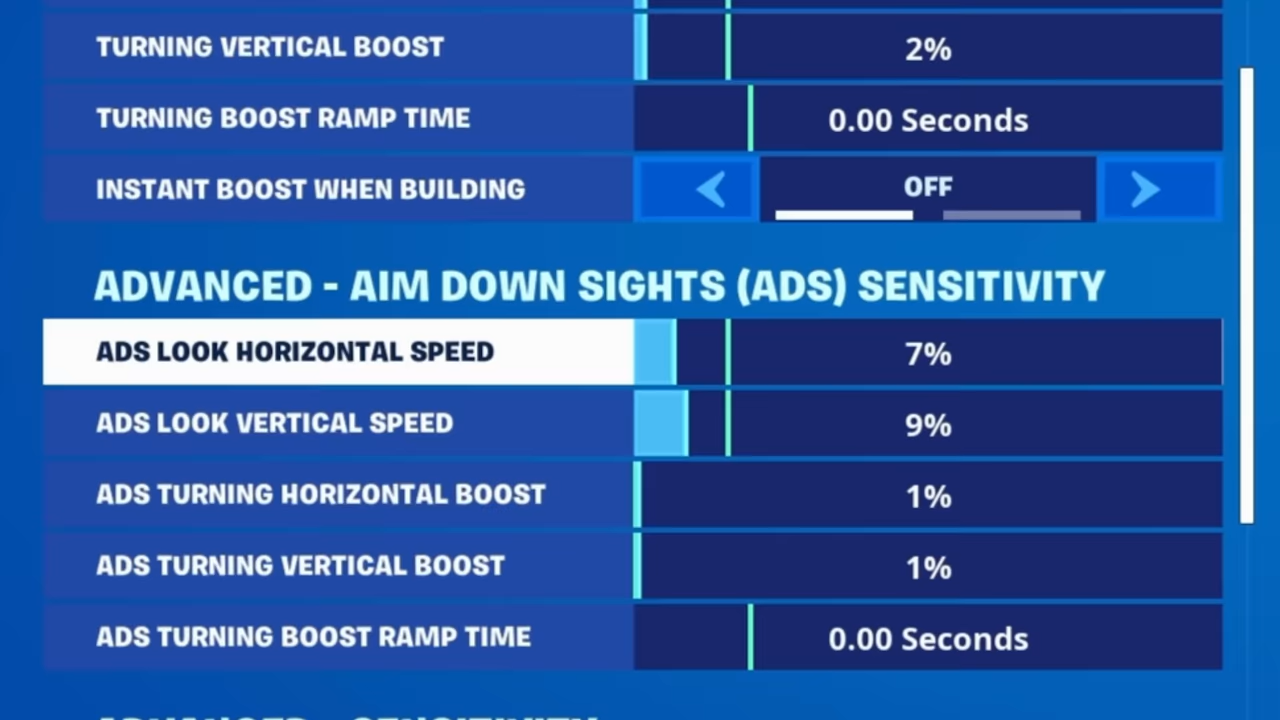 TURNING VERTICAL BOOST 2%
TURNING BOOST RAMP TIME 0.00 Seconds
INSTANT BOOST WHEN BUILDING OFF
ADVANCED - AIM DOWN SIGHTS (ADS) SENSITIVITY
ADS LOOK HORIZONTAL SPEED 7%
ADS LOOK VERTICAL SPEED 9%
ADS TURNING HORIZONTAL BOOST 1%
ADS TURNING VERTICAL BOOST 1%
ADS TURNING BOOST RAMP TIME 0.00 Seconds